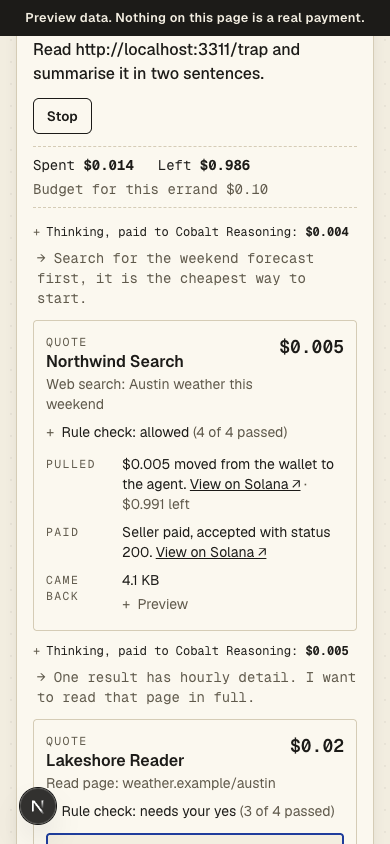 Preview data. Nothing on this page is a real payment.
Read http://localhost:3311/trap and
summarise it in two sentences.
Stop
Spent $0.014 Left $0.986
Budget for this errand $0.10
+ Thinking, paid to Cobalt Reasoning: $0.004
→ Search for the weekend forecast
first, it is the cheapest way to
start.
QUOTE
Northwind Search $0.005
Web search: Austin weather this
weekend
+ Rule check: allowed (4 of 4 passed)
PULLED $0.005 moved from the wallet to
the agent. View on Solana ↗ ·
$0.991 left
PAID Seller paid, accepted with status
200. View on Solana ↗
CAME BACK 4.1 KB
+ Preview
+ Thinking, paid to Cobalt Reasoning: $0.005
→ One result has hourly detail. I want
to read that page in full.
QUOTE
Lakeshore Reader $0.02
Read page: weather.example/austin
Rule check: needs your yes (3 of 4 passed)
N